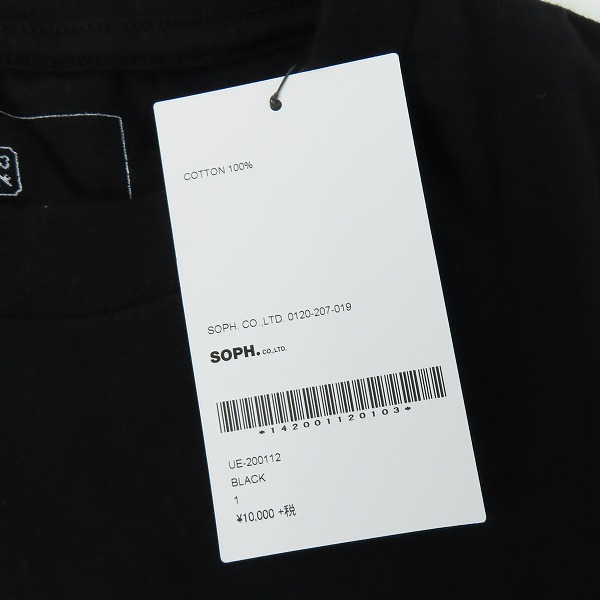 COTTON 100%
SOPH. CO.,LTD. 0120-207-019
SOPH. CO.,LTD.
*142001120103*
UE-200112
BLACK
1
¥10,000 +税